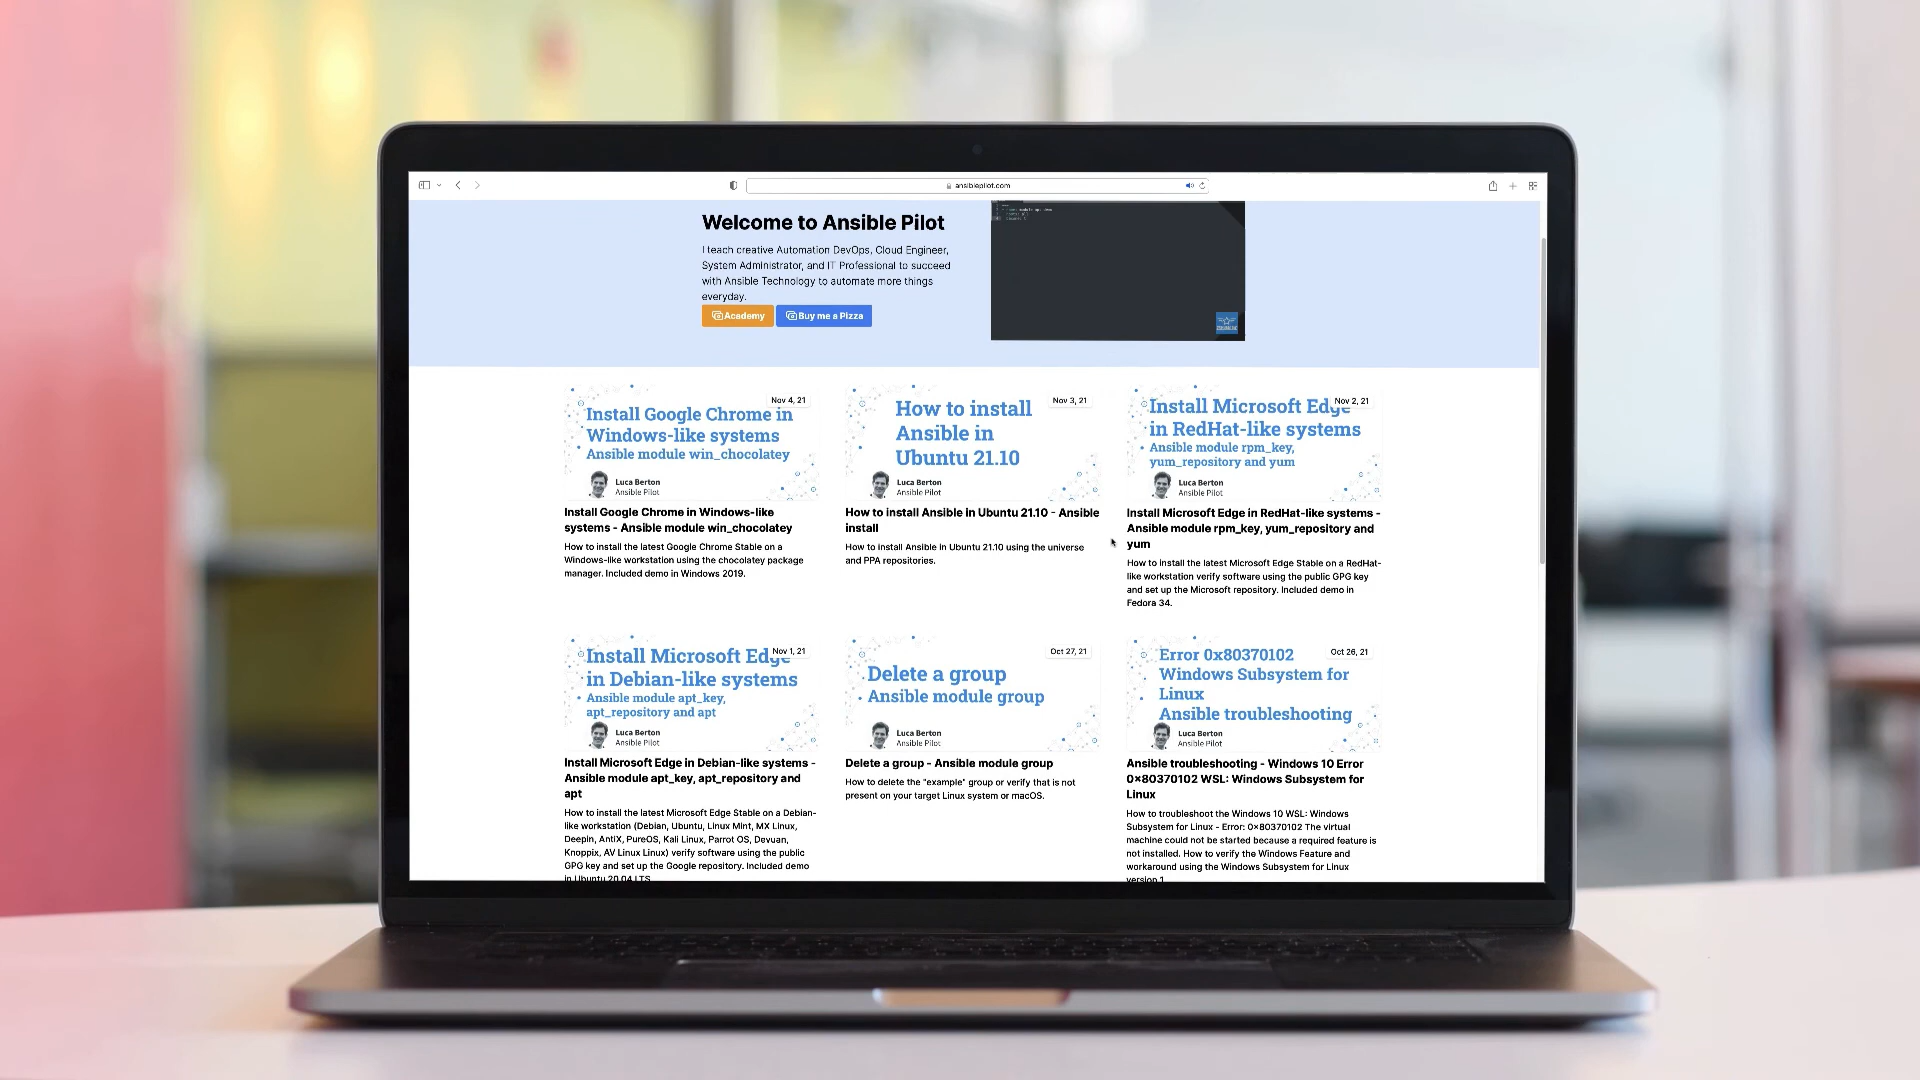 ansiblepilot.com
Welcome to Ansible Pilot
I teach creative Automation DevOps, Cloud Engineer,
System Administrator, and IT Professional to succeed
with Ansible Technology to automate more things
everyday.
Academy
Buy me a Pizza
Nov 4, 21
Install Google Chrome in
Windows-like systems
Ansible module win_chocolatey
Luca Berton
Ansible Pilot
Install Google Chrome in Windows-like
systems - Ansible module win_chocolatey
How to install the latest Google Chrome Stable on a
Windows-like workstation using the chocolatey package
manager. Included demo in Windows 2019.
Nov 3, 21
How to install
Ansible in
Ubuntu 21.10
Luca Berton
Ansible Pilot
How to install Ansible in Ubuntu 21.10 - Ansible
install
How to install Ansible in Ubuntu 21.10 using the universe
and PPA repositories.
Nov 2, 21
Install Microsoft Edge
in RedHat-like systems
Ansible module rpm_key,
yum_repository and yum
Luca Berton
Ansible Pilot
Install Microsoft Edge in RedHat-like systems -
Ansible module rpm_key, yum_repository and
yum
How to install the latest Microsoft Edge Stable on a RedHat-
like workstation verify software using the public GPG key
and set up the Microsoft repository. Included demo in
Fedora 34.
Nov 1, 21
Install Microsoft Edge
in Debian-like systems
Ansible module apt_key,
apt_repository and apt
Luca Berton
Ansible Pilot
Install Microsoft Edge in Debian-like systems -
Ansible module apt_key, apt_repository and
apt
How to install the latest Microsoft Edge Stable on a Debian-
like workstation (Debian, Ubuntu, Linux Mint, MX Linux,
Deepin, AntiX, PureOS, Kali Linux, Parrot OS, Devuan,
Knoppix, AV Linux Linux) verify software using the public
GPG key and set up the Google repository. Included demo
in Ubuntu 20.04 LTS.
Oct 27, 21
Delete a group
Ansible module group
Luca Berton
Ansible Pilot
Delete a group - Ansible module group
How to delete the "example" group or verify that is not
present on your target Linux system or macOS.
Oct 26, 21
Error 0x80370102
Windows Subsystem for
Linux
Ansible troubleshooting
Luca Berton
Ansible Pilot
Ansible troubleshooting - Windows 10 Error
0x80370102 WSL: Windows Subsystem for
Linux
How to troubleshoot the Windows 10 WSL: Windows
Subsystem for Linux - Error: 0x80370102 The virtual
machine could not be started because a required feature is
not installed. How to verify the Windows Feature and
workaround using the Windows Subsystem for Linux
version 1